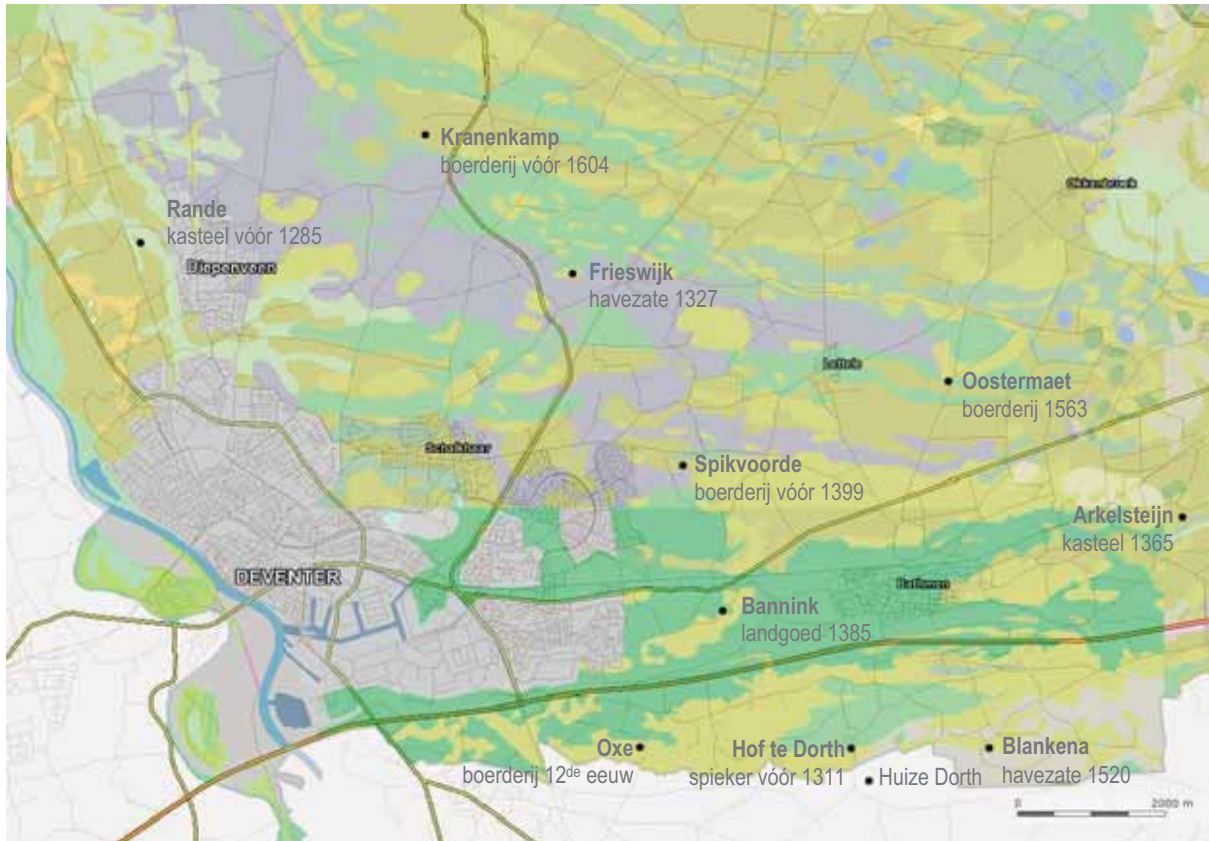 Kranenkamp
boerderij vóór 1604
Okkenbroek
Rande
kasteel vóór 1285
Diepenveen
Frieswijk
havezate 1327
Lettele
Oostermaet
boerderij 1563
Schalkhaar
Spikvoorde
boerderij vóór 1399
Arkelsteijn
kasteel 1365
DEVENTER
Bathmen
Bannink
landgoed 1385
Oxe
boerderij 12de eeuw
Hof te Dorth
spieker vóór 1311
Huize Dorth
Blankena
havezate 1520
0 2000 m